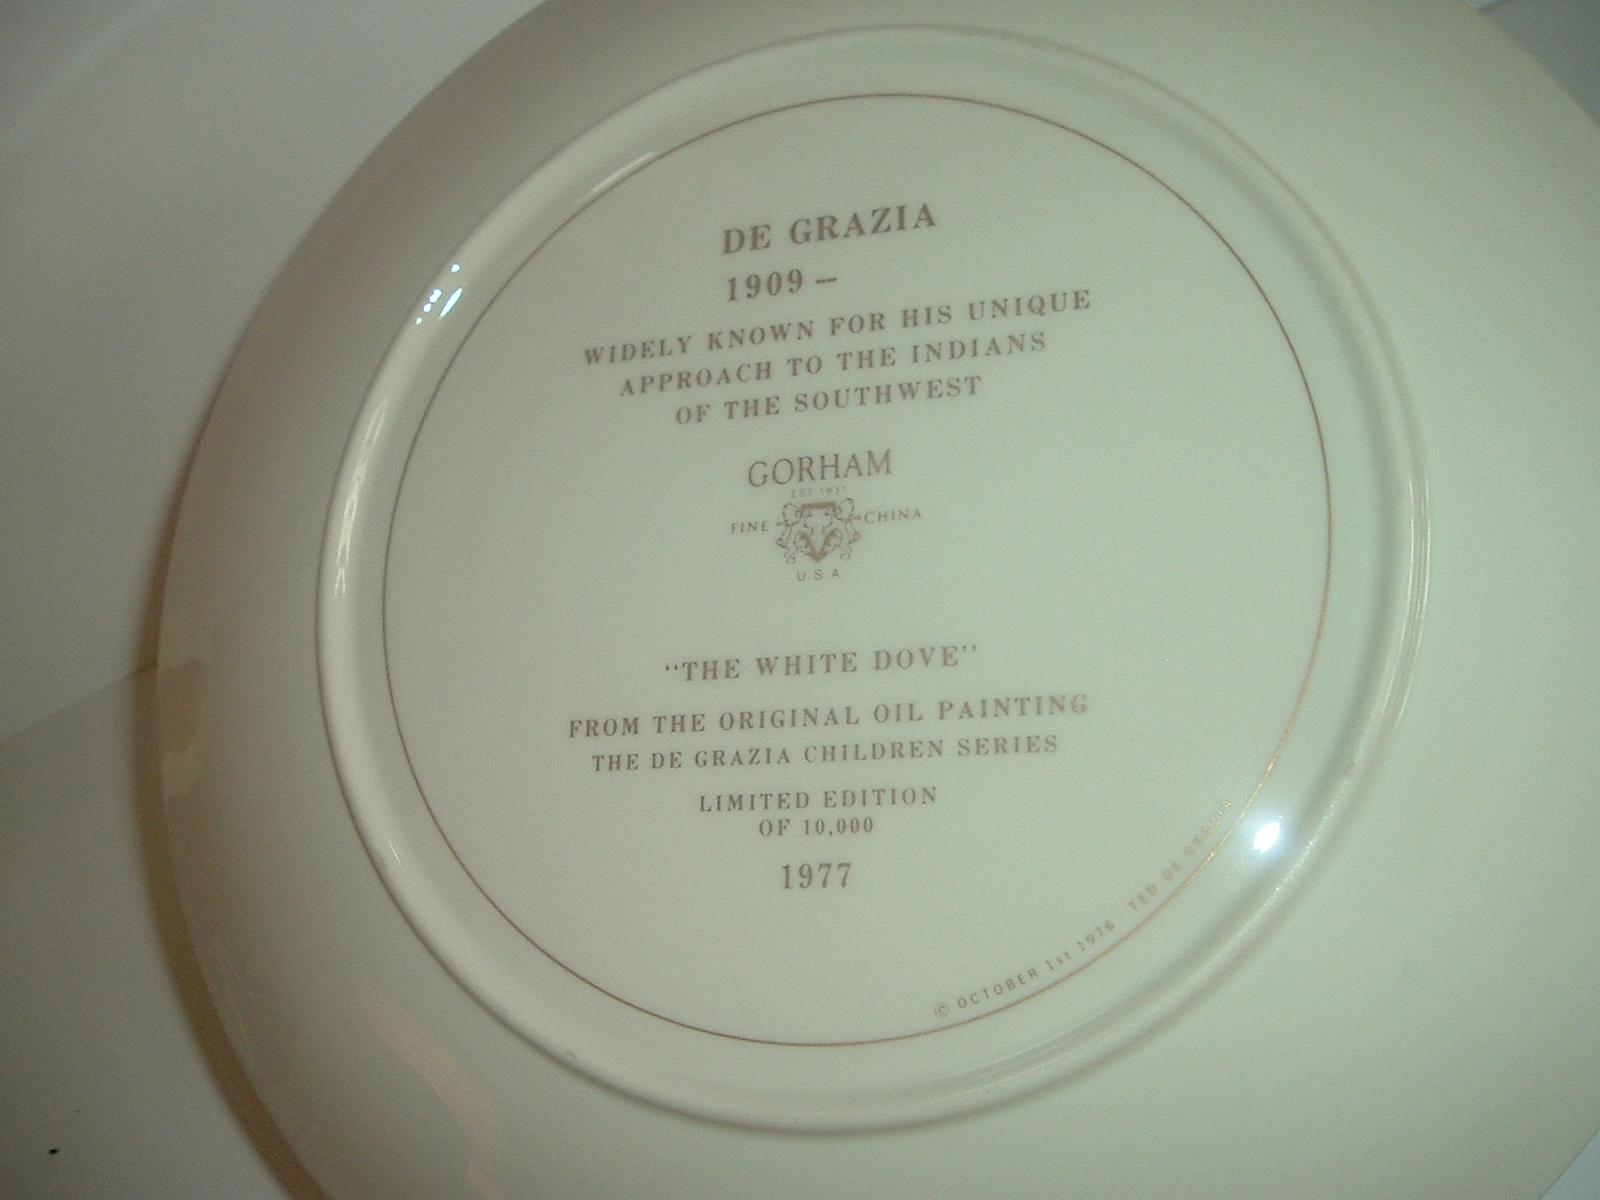 DE GRAZIA
1909 –
WIDELY KNOWN FOR HIS UNIQUE
APPROACH TO THE INDIANS
OF THE SOUTHWEST
GORHAM
EST 1831
FINE CHINA
USA
“THE WHITE DOVE”
FROM THE ORIGINAL OIL PAINTING
THE DE GRAZIA CHILDREN SERIES
LIMITED EDITION
OF 10,000
1977
© OCTOBER 1st 1976 TED DE GRAZIA